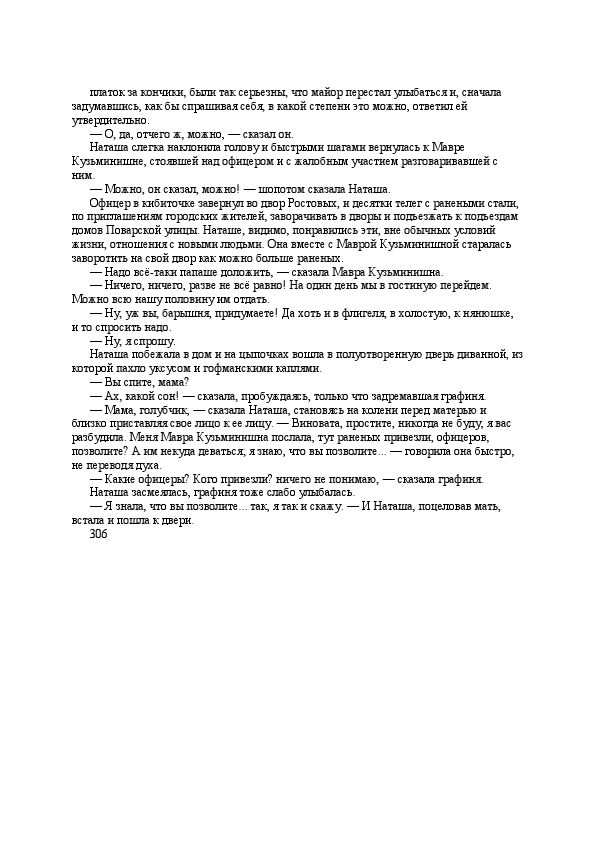 платок за кончики, были так серьезны, что майор перестал улыбаться и, сначала
задумавшись, как бы спрашивая себя, в какой степени это можно, ответил ей
утвердительно.
— О, да, отчего ж, можно, — сказал он.
Наташа слегка наклонила голову и быстрыми шагами вернулась к Мавре
Кузьминишне, стоявшей над офицером и с жалобным участием разговаривавшей с
ним.
— Можно, он сказал, можно! — шопотом сказала Наташа.
Офицер в кибиточке завернул во двор Ростовых, и десятки телег с ранеными стали,
по приглашениям городских жителей, заворачивать в дворы и подъезжать к подъездам
домов Поварской улицы. Наташе, видимо, понравились эти, вне обычных условий
жизни, отношения с новыми людьми. Она вместе с Маврой Кузьминишной старалась
заворотить на свой двор как можно больше раненых.
— Надо всё-таки папаше доложить, — сказала Мавра Кузьминишна.
— Ничего, ничего, разве не всё равно! На один день мы в гостиную перейдем.
Можно всю нашу половину им отдать.
— Ну, уж вы, барышня, придумаете! Да хоть и в флигеля, в холостую, к нянюшке,
и то спросить надо.
— Ну, я спрошу.
Наташа побежала в дом и на цыпочках вошла в полуотворенную дверь диванной, из
которой пахло уксусом и гофманскими каплями.
— Вы спите, мама?
— Ах, какой сон! — сказала, пробуждаясь, только что задремавшая графиня.
— Мама, голубчик, — сказала Наташа, становясь на колени перед матерью и
близко приставляя свое лицо к ее лицу. — Виновата, простите, никогда не буду, я вас
разбудила. Меня Мавра Кузьминишна послала, тут раненых привезли, офицеров,
позволите? А им некуда деваться; я знаю, что вы позволите... — говорила она быстро,
не переводя духа.
— Какие офицеры? Кого привезли? ничего не понимаю, — сказала графиня.
Наташа засмеялась, графиня тоже слабо улыбалась.
— Я знала, что вы позволите... так, я так и скажу. — И Наташа, поцеловав мать,
встала и пошла к двери.
306